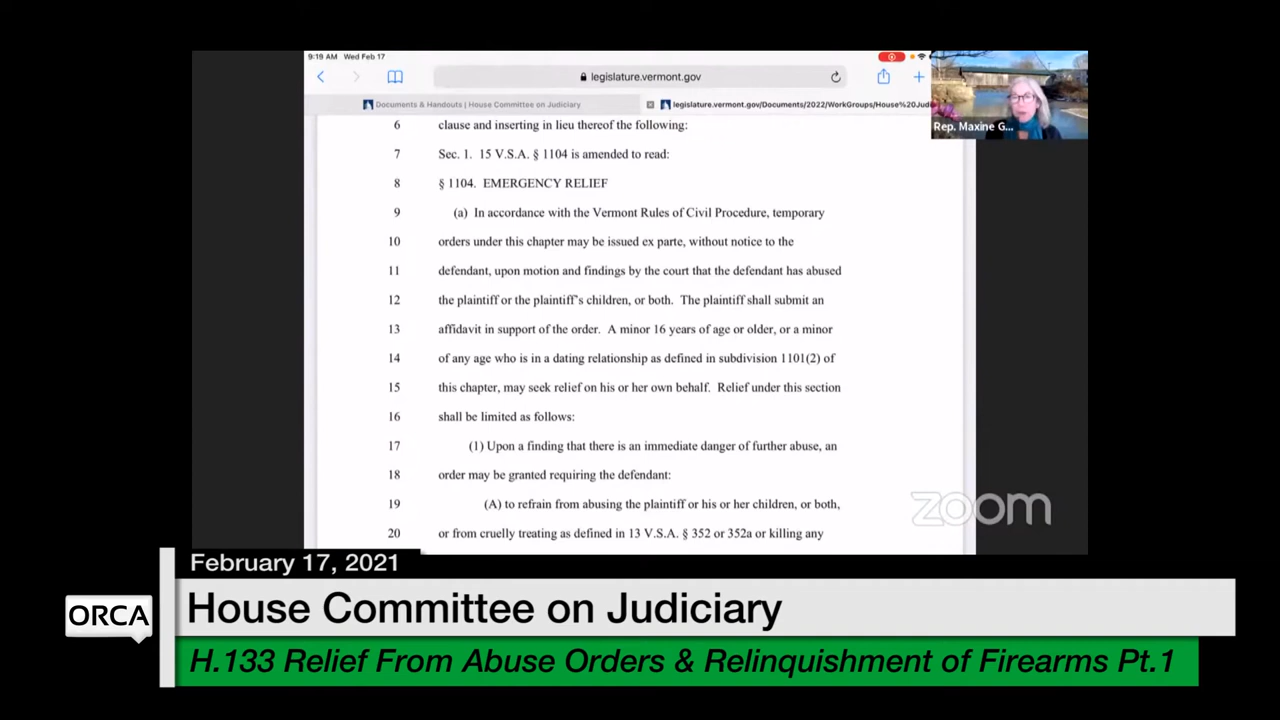 9:19 AM Wed Feb 17
legislature.vermont.gov
Documents & Handouts | House Committee on Judiciary
legislature.vermont.gov/Documents/2022/WorkGroups/House%20Judi
Rep. Maxine G...
6 clause and inserting in lieu thereof the following:
7 Sec. 1. 15 V.S.A. § 1104 is amended to read:
8 § 1104. EMERGENCY RELIEF
9 (a) In accordance with the Vermont Rules of Civil Procedure, temporary
10 orders under this chapter may be issued ex parte, without notice to the
11 defendant, upon motion and findings by the court that the defendant has abused
12 the plaintiff or the plaintiff's children, or both. The plaintiff shall submit an
13 affidavit in support of the order. A minor 16 years of age or older, or a minor
14 of any age who is in a dating relationship as defined in subdivision 1101(2) of
15 this chapter, may seek relief on his or her own behalf. Relief under this section
16 shall be limited as follows:
17 (1) Upon a finding that there is an immediate danger of further abuse, an
18 order may be granted requiring the defendant:
19 (A) to refrain from abusing the plaintiff or his or her children, or both,
20 or from cruelly treating as defined in 13 V.S.A. § 352 or 352a or killing any
zoom
February 17, 2021
ORCA
House Committee on Judiciary
H.133 Relief From Abuse Orders & Relinquishment of Firearms Pt.1